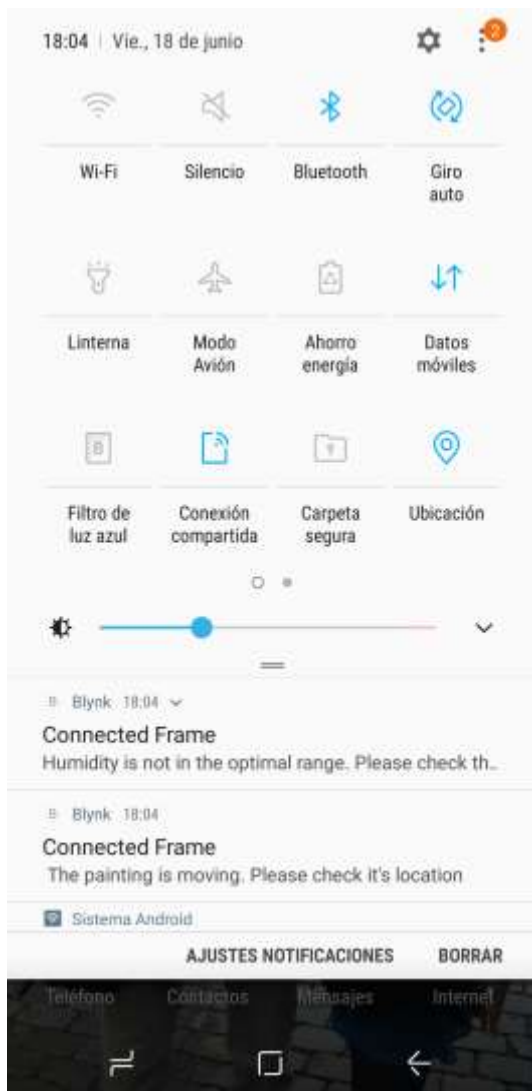 18:04 | Vie., 18 de junio
2
Wi-Fi Silencio Bluetooth Giro auto
Linterna Modo Avión Ahorro energía Datos móviles
Filtro de luz azul Conexión compartida Carpeta segura Ubicación
Blynk 18:04
Connected Frame
Humidity is not in the optimal range. Please check th..
Blynk 18:04
Connected Frame
The painting is moving. Please check it's location
Sistema Android
AJUSTES NOTIFICACIONES BORRAR
Teléfono Contactos Mensajes Internet